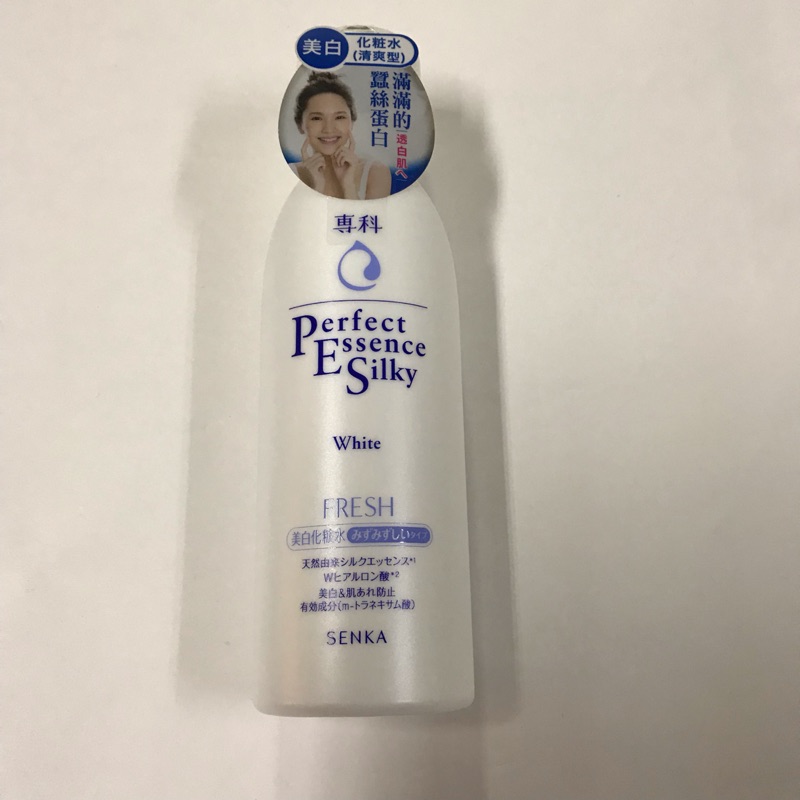 美白
化粧水
(清爽型)
滿滿的
蠶絲蛋白
透白肌へ
専科
Perfect
Essence
Silky
White
FRESH
美白化粧水 みずみずしいタイプ
天然由来シルクエッセンス*1
Wヒアルロン酸*2
美白&肌あれ防止
有効成分(m-トラネキサム酸)
SENKA